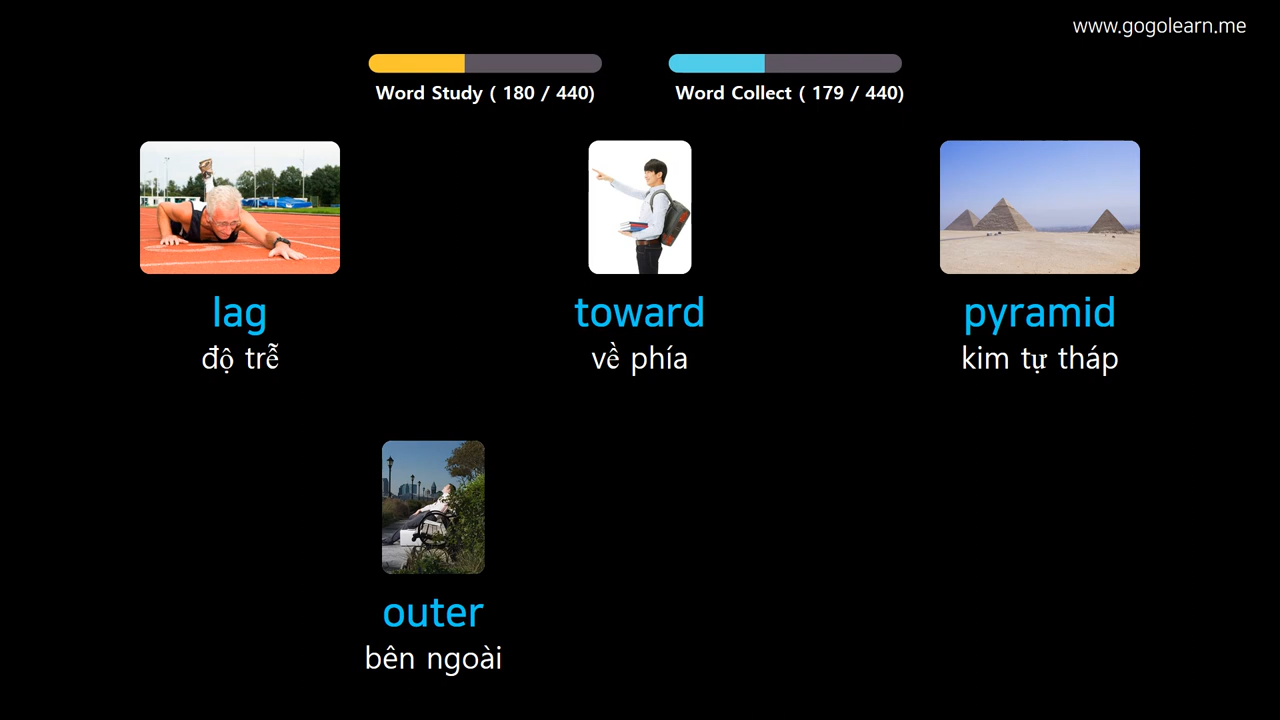 www.gogolearn.me
Word Study ( 180 / 440)
Word Collect ( 179 / 440)
lag
độ trễ
toward
về phía
pyramid
kim tự tháp
outer
bên ngoài